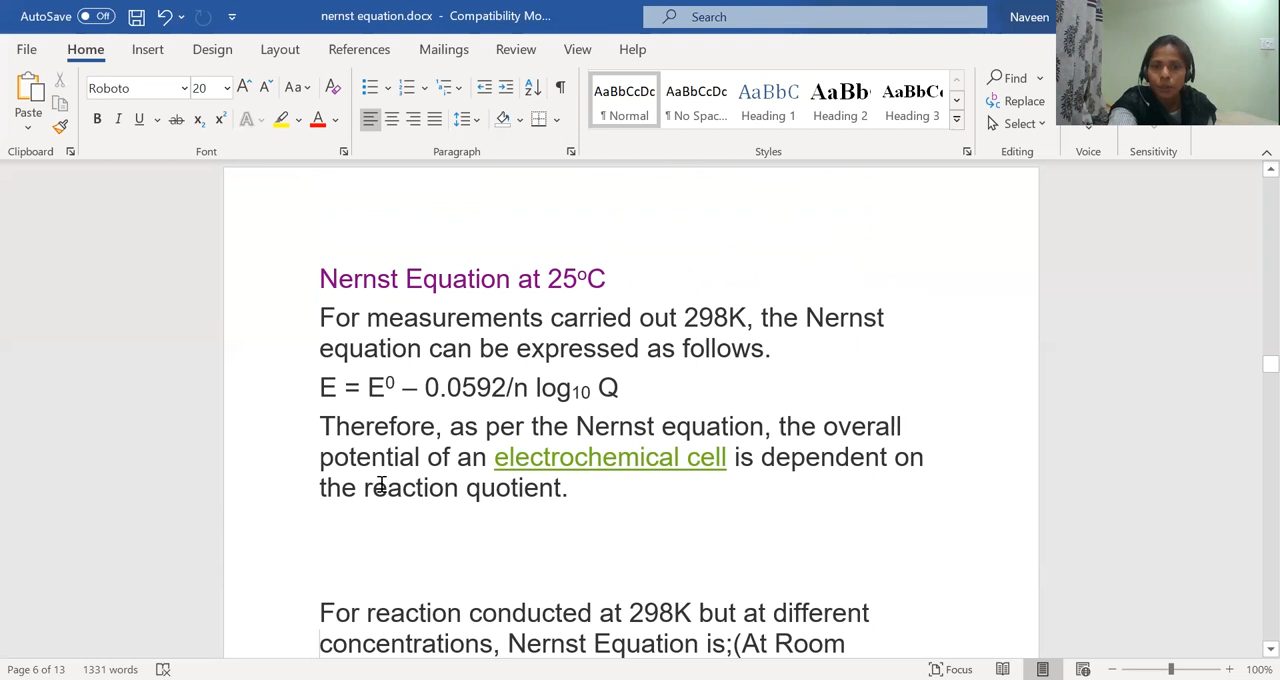 AutoSave Off nernst equation.docx - Compatibility Mo... Search Naveen
File Home Insert Design Layout References Mailings Review View Help
Paste Roboto 20 Aa AaBbCcDc AaBbCcDc AaBbC AaBb AaBbCc Find
B I U ab x₂ x² A A ¶ Normal ¶ No Spac... Heading 1 Heading 2 Heading 3 Replace
Select
Clipboard Font Paragraph Styles Editing Voice Sensitivity
Nernst Equation at 25ᵒC
For measurements carried out 298K, the Nernst
equation can be expressed as follows.
E = E⁰ – 0.0592/n log₁₀ Q
Therefore, as per the Nernst equation, the overall
potential of an electrochemical cell is dependent on
the reaction quotient.
For reaction conducted at 298K but at different
concentrations, Nernst Equation is;(At Room
Page 6 of 13 1331 words Focus 100%